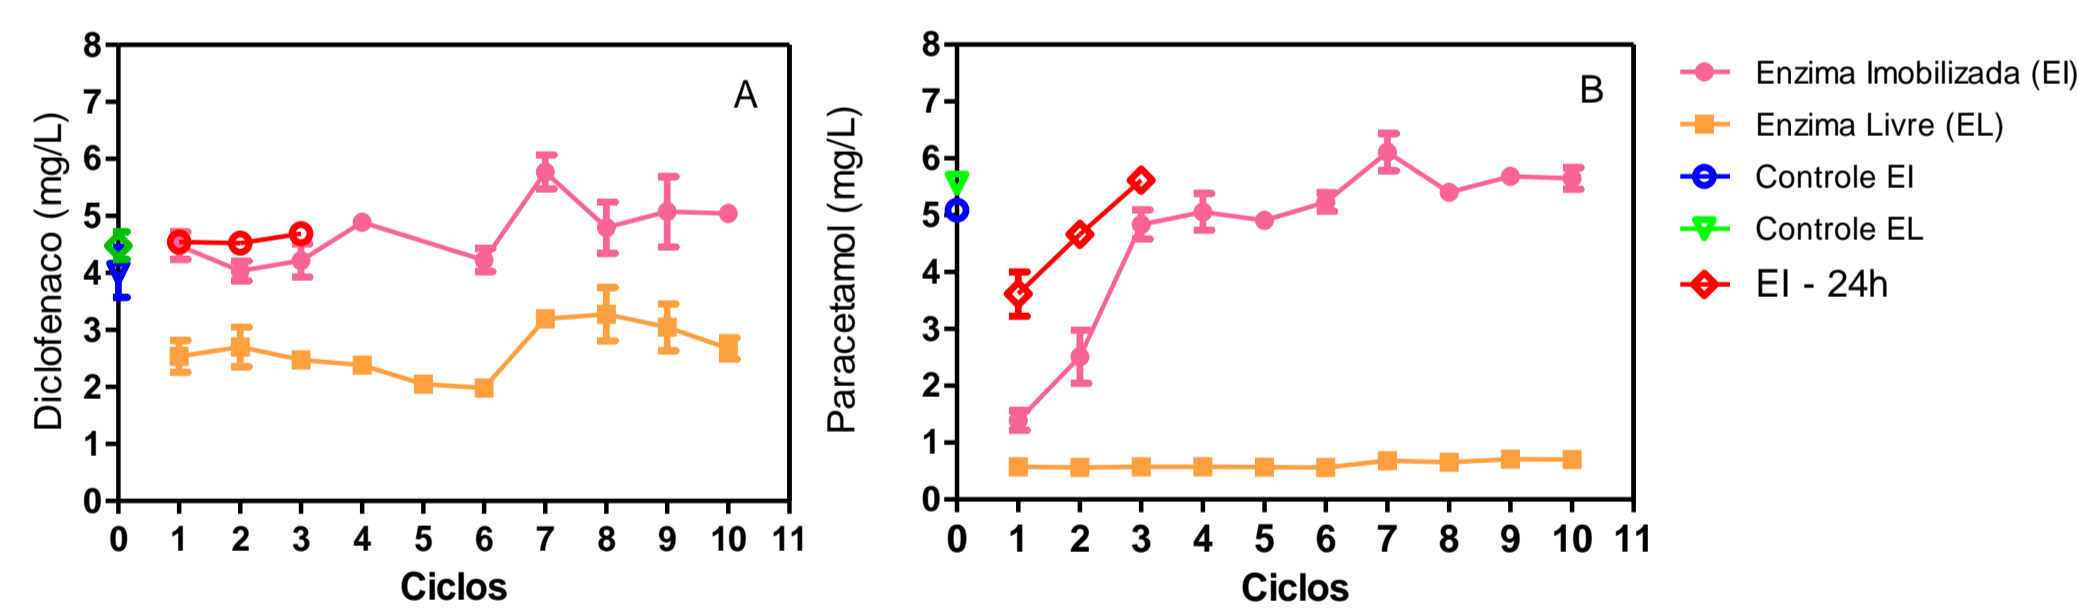 8
7
6
5
4
3
2
1
0
Diclofenaco (mg/L)
A
0 1 2 3 4 5 6 7 8 9 10 11
Ciclos
8
7
6
5
4
3
2
1
0
Paracetamol (mg/L)
B
0 1 2 3 4 5 6 7 8 9 10 11
Ciclos
Enzima Imobilizada (EI)
Enzima Livre (EL)
Controle EI
Controle EL
EI - 24h